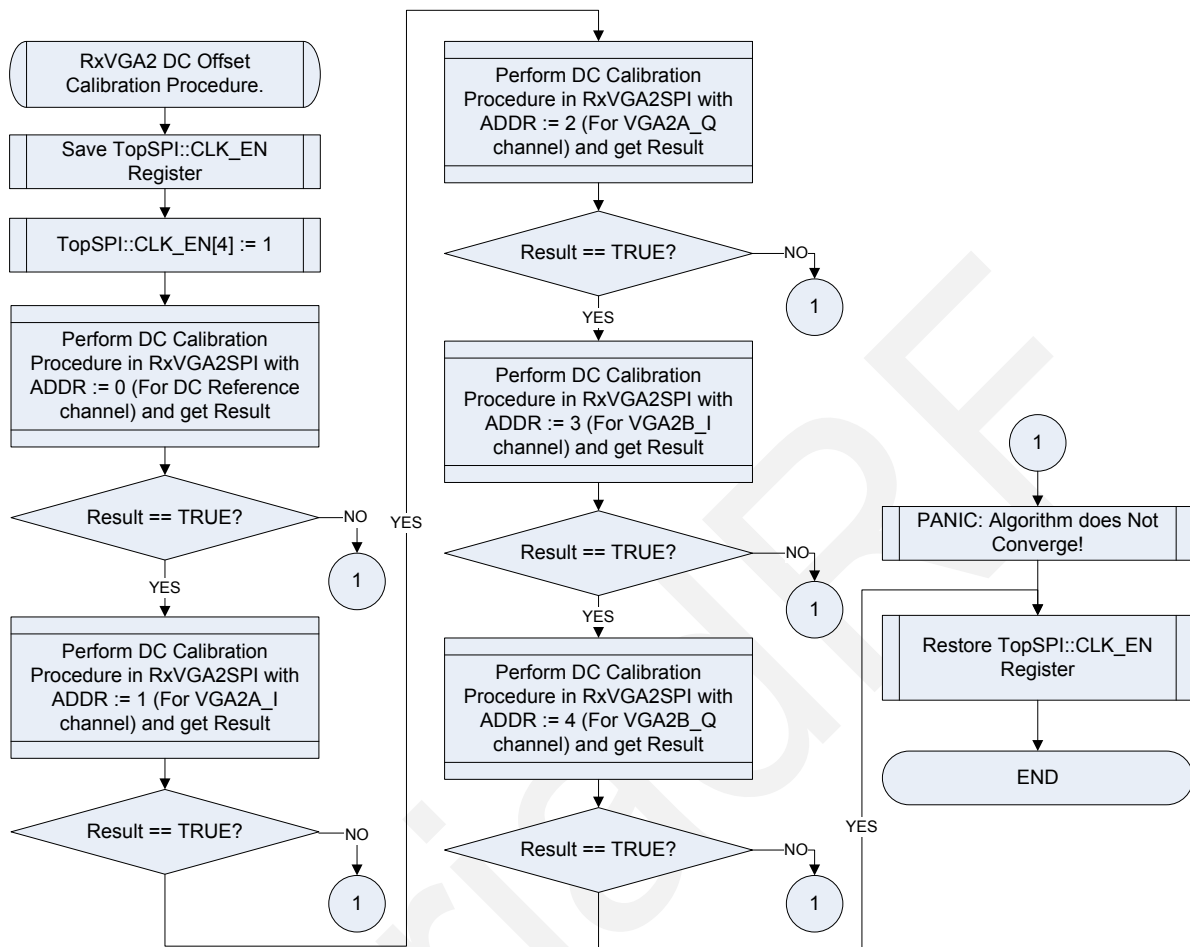 RxVGA2 DC Offset
Calibration Procedure.
Save TopSPI::CLK_EN
Register
TopSPI::CLK_EN[4] := 1
Perform DC Calibration
Procedure in RxVGA2SPI with
ADDR := 0 (For DC Reference
channel) and get Result
Result == TRUE?
NO
1
YES
Perform DC Calibration
Procedure in RxVGA2SPI with
ADDR := 1 (For VGA2A_I
channel) and get Result
Result == TRUE?
NO
1
YES
Perform DC Calibration
Procedure in RxVGA2SPI with
ADDR := 2 (For VGA2A_Q
channel) and get Result
Result == TRUE?
NO
1
YES
Perform DC Calibration
Procedure in RxVGA2SPI with
ADDR := 3 (For VGA2B_I
channel) and get Result
Result == TRUE?
NO
1
YES
Perform DC Calibration
Procedure in RxVGA2SPI with
ADDR := 4 (For VGA2B_Q
channel) and get Result
Result == TRUE?
NO
1
YES
1
PANIC: Algorithm does Not
Converge!
Restore TopSPI::CLK_EN
Register
END